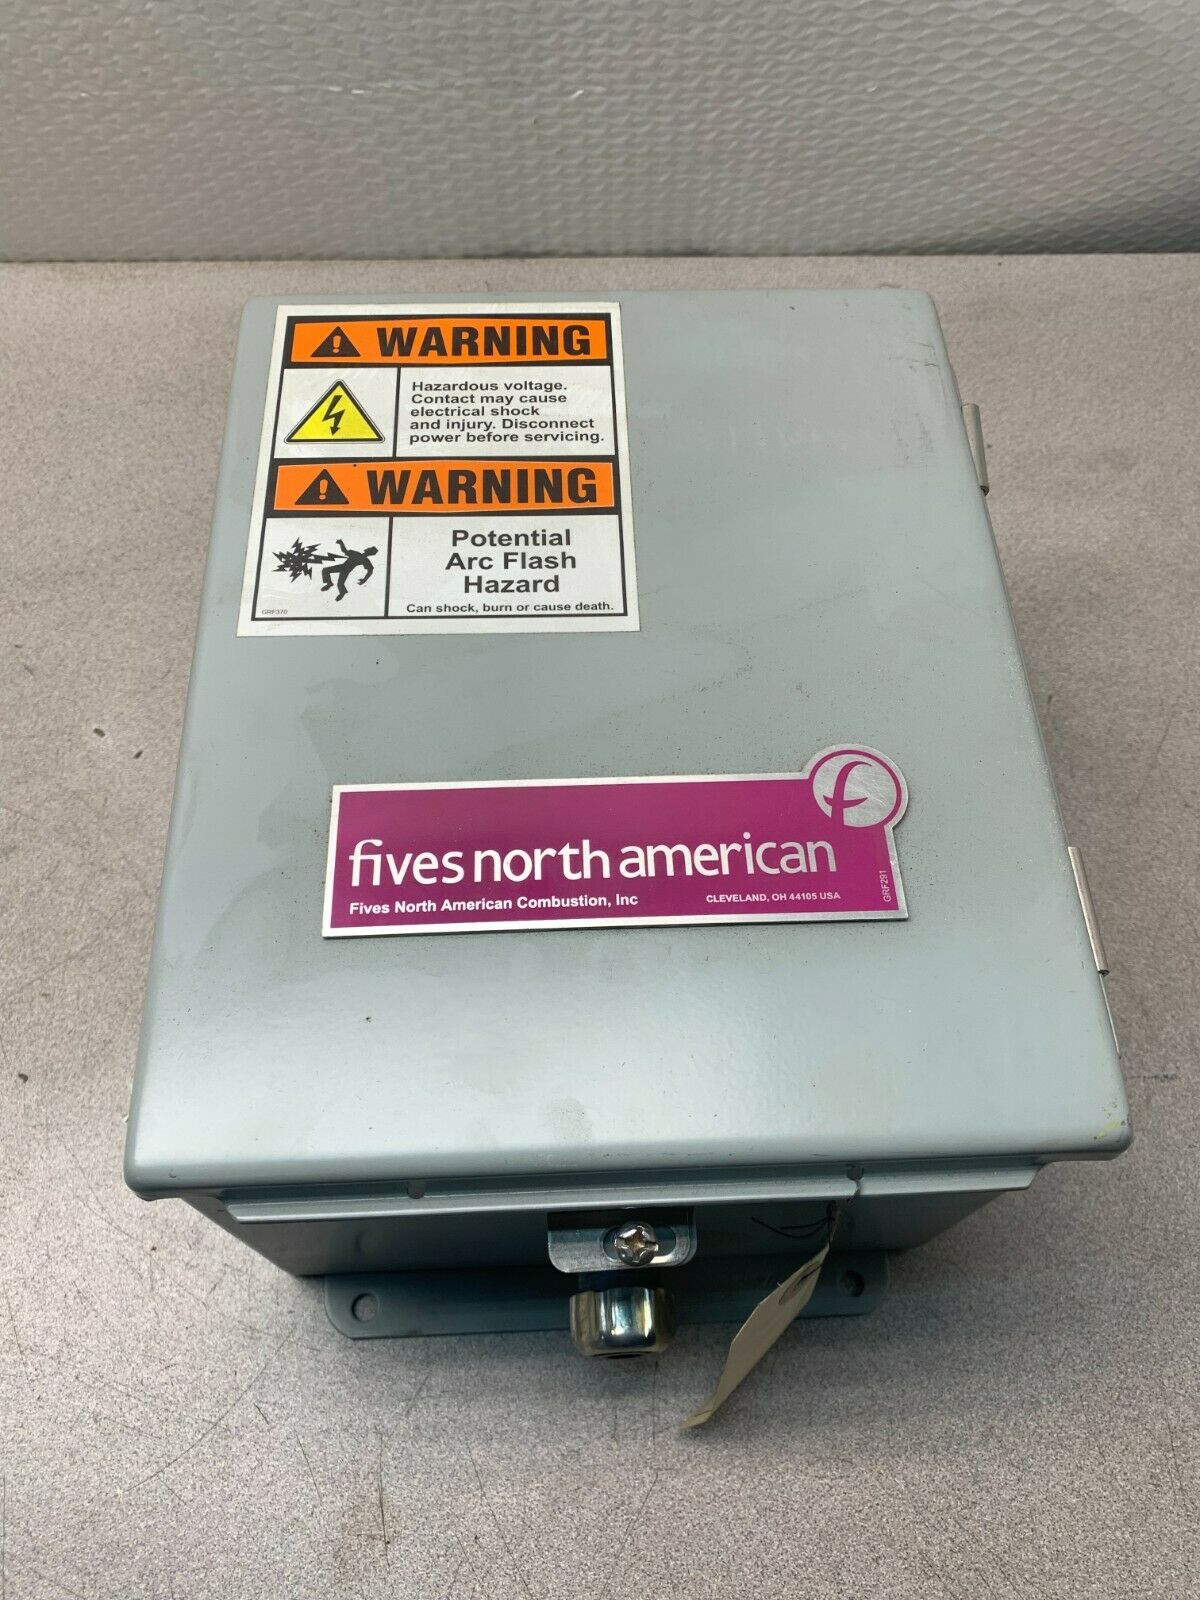 WARNING
Hazardous voltage.
Contact may cause
electrical shock
and injury. Disconnect
power before servicing.
WARNING
Potential
Arc Flash
Hazard
Can shock, burn or cause death.
GRF370
fives north american
Fives North American Combustion, Inc
CLEVELAND, OH 44105 USA
GRF291